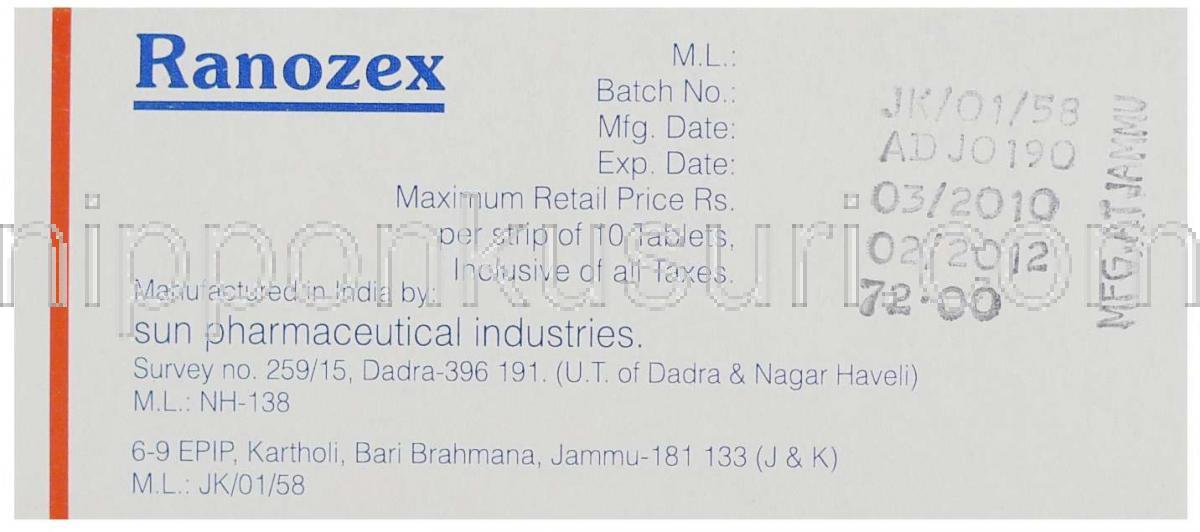 Ranozex
M.L.:
Batch No.:
Mfg. Date:
Exp. Date:
Maximum Retail Price Rs.
per strip of 10 Tablets,
Inclusive of all Taxes.
JK/01/58
ADJ0190
03/2010
02/2012
72.00
MFG.AT JAMMU
nipponkusuri.com
Manufactured in India by:
sun pharmaceutical industries.
Survey no. 259/15, Dadra-396 191. (U.T. of Dadra & Nagar Haveli)
M.L.: NH-138
6-9 EPIP, Kartholi, Bari Brahmana, Jammu-181 133 (J & K)
M.L.: JK/01/58